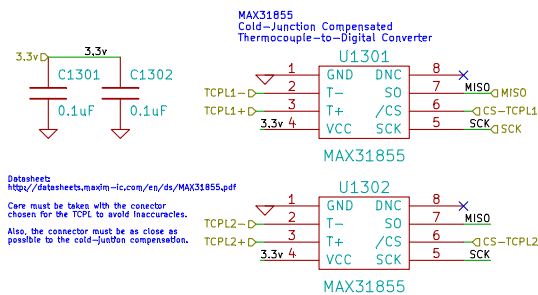 MAX31855
Cold-Junction Compensated
Thermocouple-to-Digital Converter
3.3v 3.3v
C1301 C1302
0.1uF 0.1uF
U1301
1 GND DNC 8
TCPL1- 2 T- SO 7 MISO MISO
TCPL1+ 3 T+ /CS 6 CS-TCPL1
3.3v 4 VCC SCK 5 SCK SCK
MAX31855
Datasheet:
http://datasheets.maxim-ic.com/en/ds/MAX31855.pdf
Care must be taken with the conector
chosen for the TCPL to avoid inaccuracies.
Also, the connector must be as close as
possible to the cold-juntion compensation.
U1302
1 GND DNC 8
TCPL2- 2 T- SO 7 MISO
TCPL2+ 3 T+ /CS 6 CS-TCPL2
3.3v 4 VCC SCK 5 SCK
MAX31855